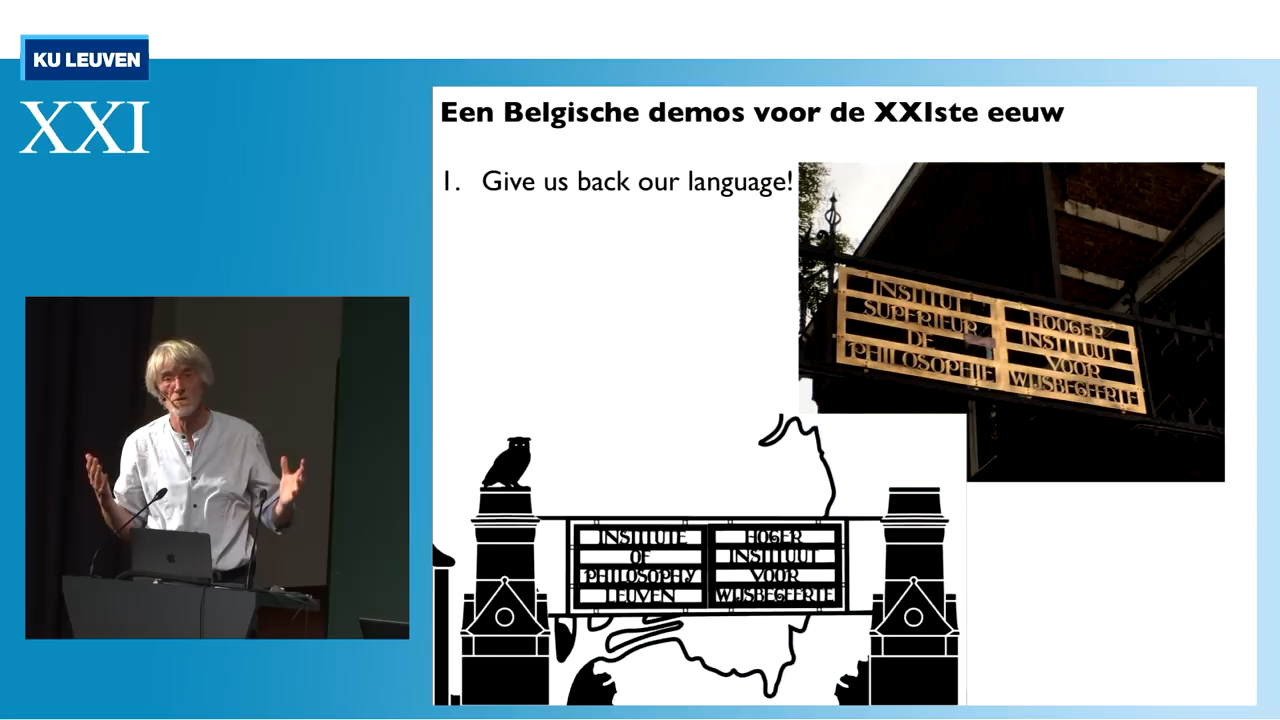 KU LEUVEN
XXI
Een Belgische demos voor de XXIste eeuw
1. Give us back our language!
INSTITUT
SUPERIEUR
DE
PHILOSOPHIE
HOOGER
INSTITUUT
VOOR
WIJSBEGEERTE
INSTITUTE
OF
PHILOSOPHY
LEUVEN
HOGER
INSTITUUT
VOOR
WIJSBEGEERTE